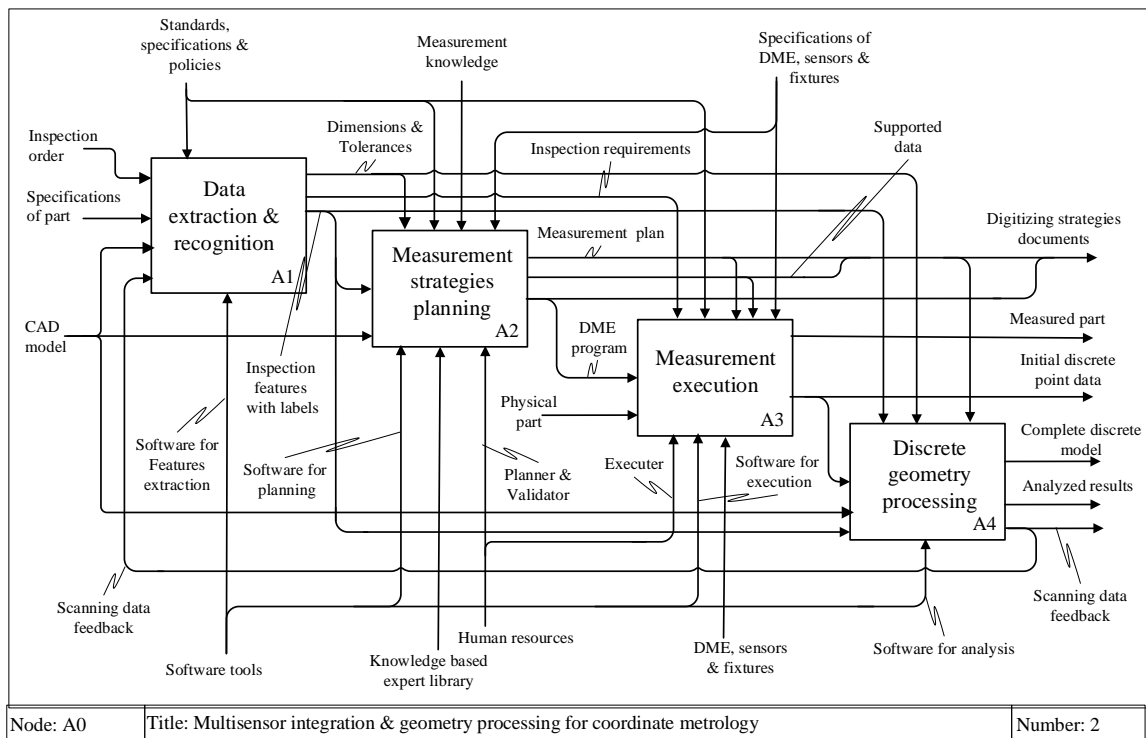 Standards,
specifications &
policies
Measurement
knowledge
Specifications of
DME, sensors &
fixtures
Inspection
order
Dimensions &
Tolerances
Inspection requirements
Supported
data
Specifications
of part
Data
extraction &
recognition
A1
Measurement plan
Digitizing strategies
documents
Measurement
strategies
planning
A2
CAD
model
DME
program
Measured part
Inspection
features
with labels
Measurement
execution
A3
Initial discrete
point data
Physical
part
Software for
Features
extraction
Software for
planning
Planner &
Validator
Executer
Software for
execution
Discrete
geometry
processing
A4
Complete discrete
model
Analyzed results
Scanning data
feedback
Scanning data
feedback
Software tools
Knowledge based
expert library
Human resources
DME, sensors
& fixtures
Software for analysis
Node: A0
Title: Multisensor integration & geometry processing for coordinate metrology
Number: 2